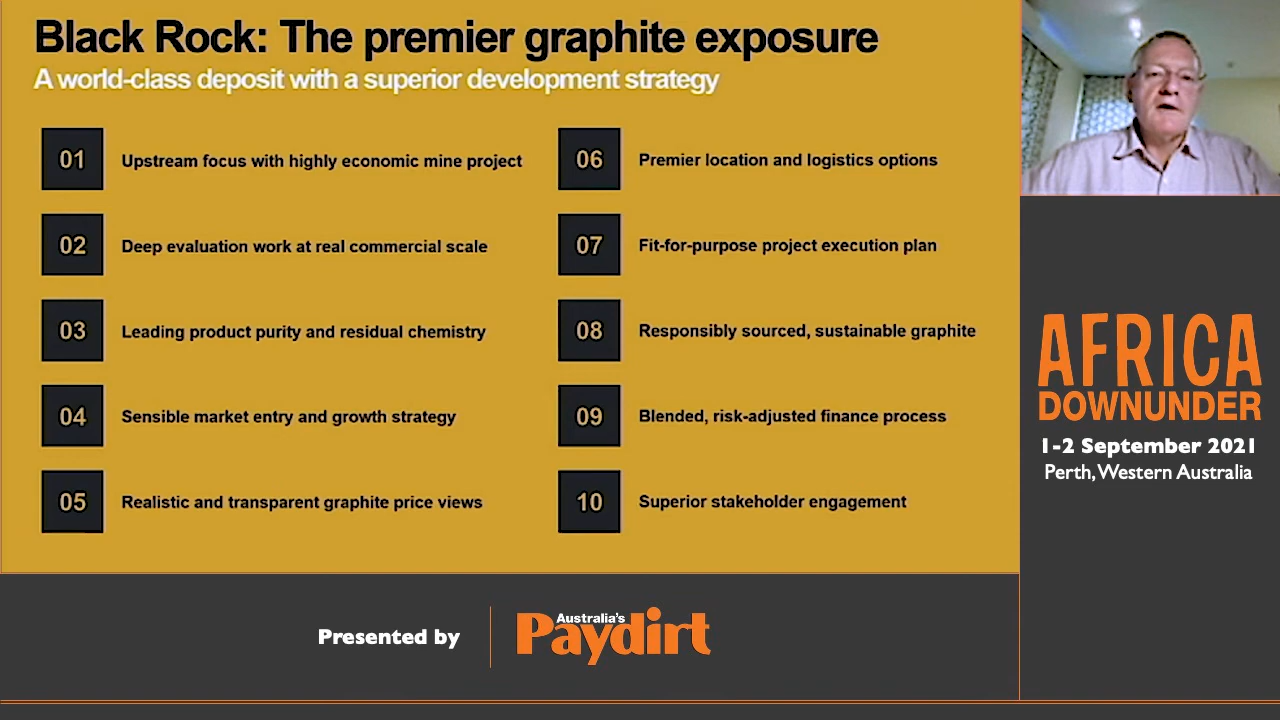 Black Rock: The premier graphite exposure
A world-class deposit with a superior development strategy
01 Upstream focus with highly economic mine project
02 Deep evaluation work at real commercial scale
03 Leading product purity and residual chemistry
04 Sensible market entry and growth strategy
05 Realistic and transparent graphite price views
06 Premier location and logistics options
07 Fit-for-purpose project execution plan
08 Responsibly sourced, sustainable graphite
09 Blended, risk-adjusted finance process
10 Superior stakeholder engagement
AFRICA
DOWNUNDER
1-2 September 2021
Perth, Western Australia
Presented by
Australia's
Paydirt